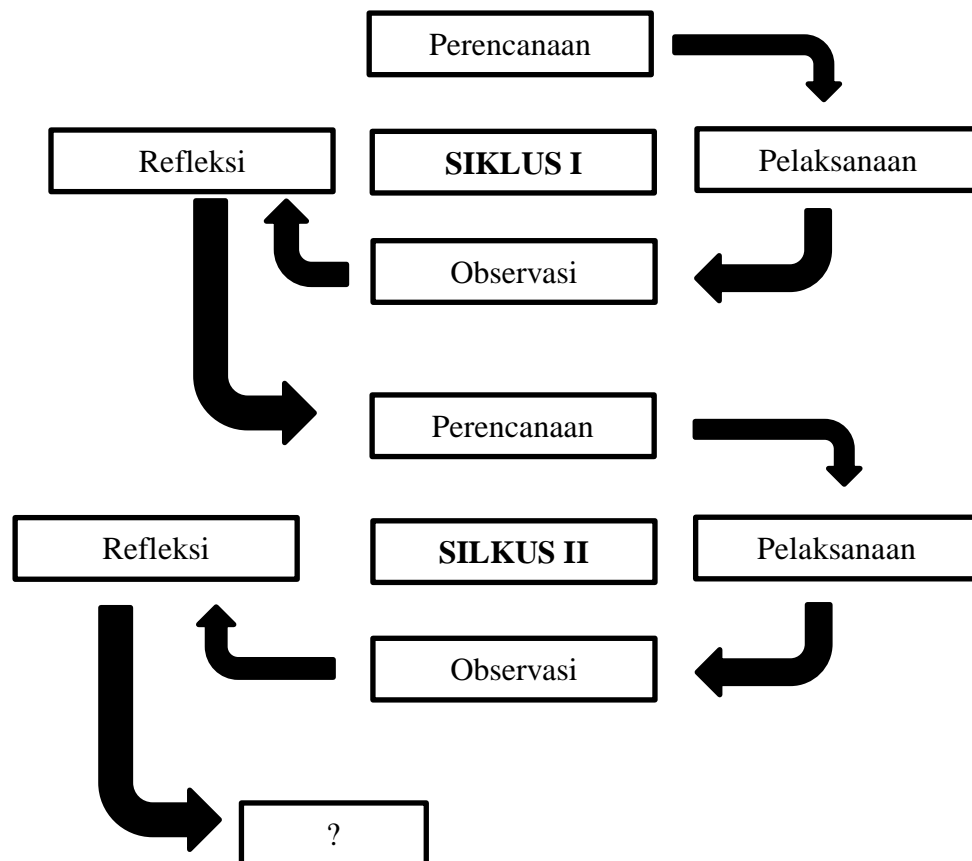 Perencanaan
Refleksi
SIKLUS I
Pelaksanaan
Observasi
Perencanaan
Refleksi
SILKUS II
Pelaksanaan
Observasi
?